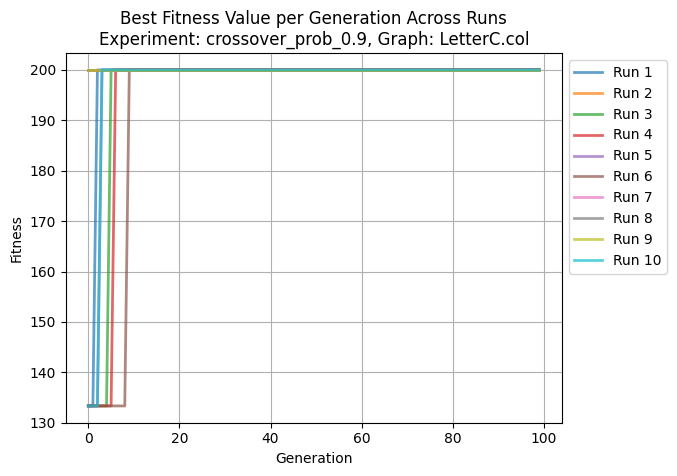 Best Fitness Value per Generation Across Runs
Experiment: crossover_prob_0.9, Graph: LetterC.col
200
190
180
170
160
150
140
130
Fitness
0
20
40
60
80
100
Generation
Run 1
Run 2
Run 3
Run 4
Run 5
Run 6
Run 7
Run 8
Run 9
Run 10